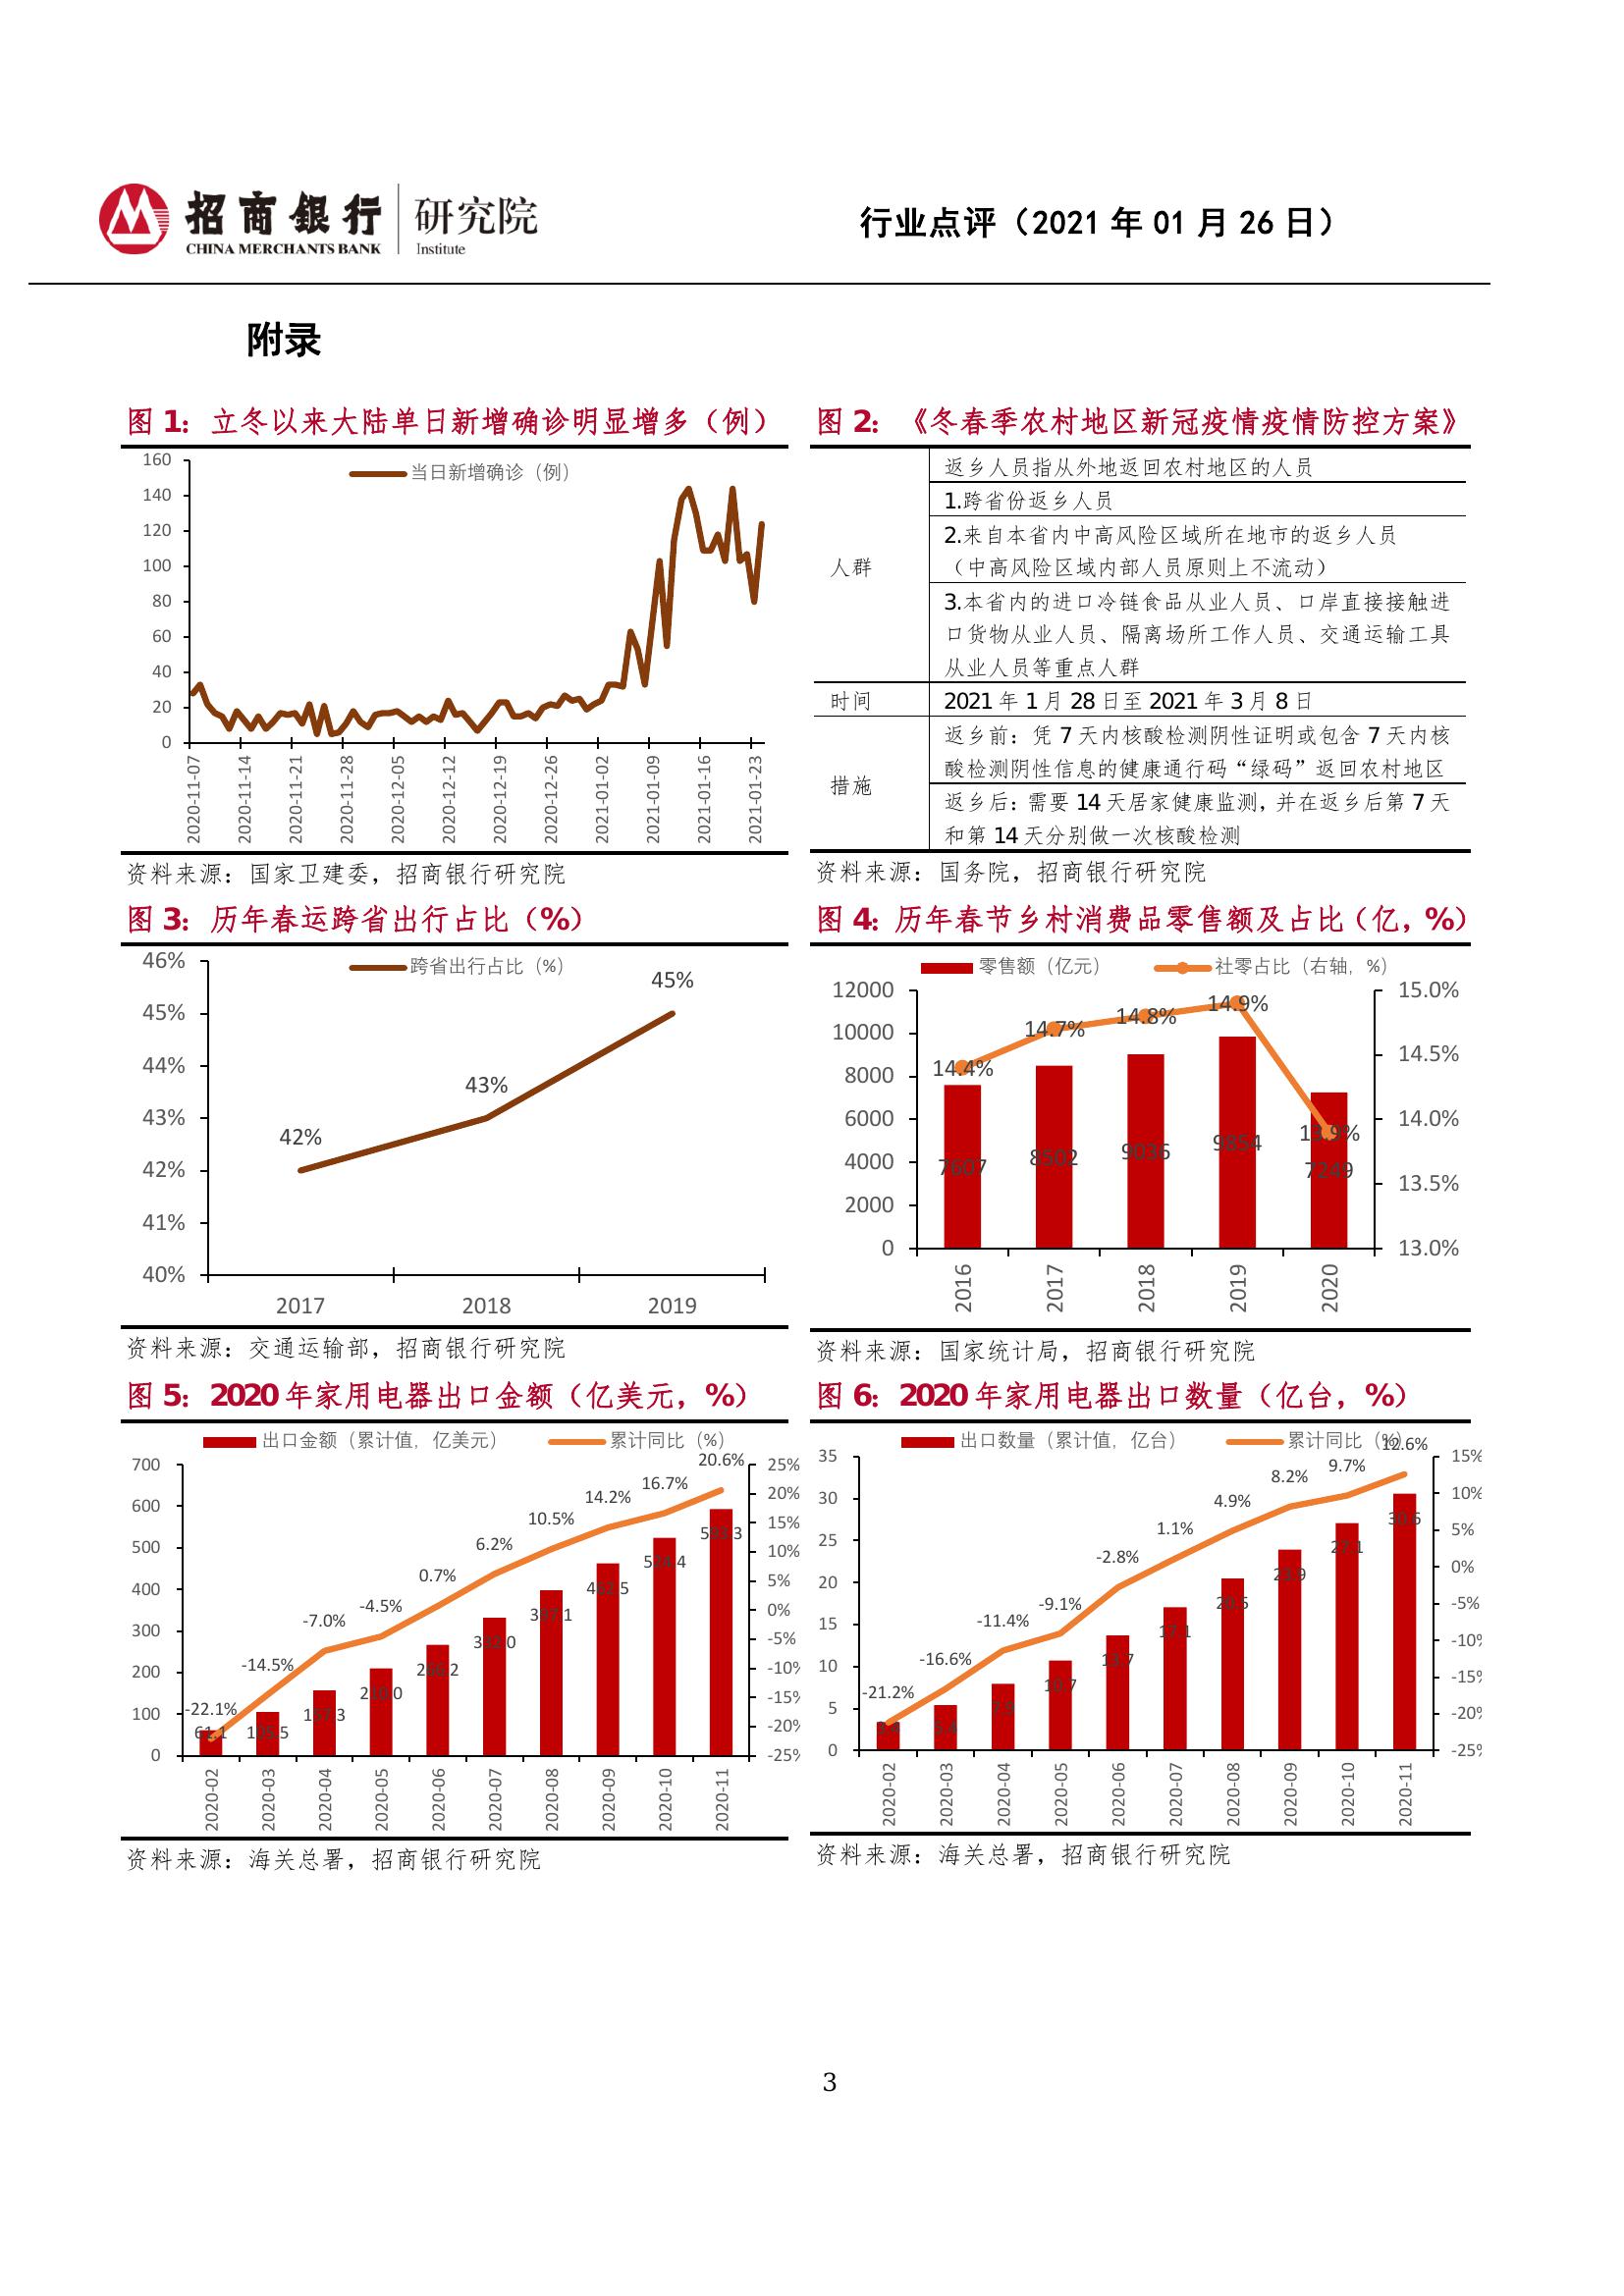 招商银行 研究院
CHINA MERCHANTS BANK Institute
行业点评（2021 年 01 月 26 日）
附录
图 1：立冬以来大陆单日新增确诊明显增多（例）
当日新增确诊（例）
160
140
120
100
80
60
40
20
0
2020-11-07 2020-11-14 2020-11-21 2020-11-28 2020-12-05 2020-12-12 2020-12-19 2020-12-26 2021-01-02 2021-01-09 2021-01-16 2021-01-23
资料来源：国家卫建委，招商银行研究院
图 2：《冬春季农村地区新冠疫情疫情防控方案》
人群
返乡人员指从外地返回农村地区的人员
1.跨省份返乡人员
2.来自本省内中高风险区域所在地市的返乡人员
（中高风险区域内部人员原则上不流动）
3.本省内的进口冷链食品从业人员、口岸直接接触进
口货物从业人员、隔离场所工作人员、交通运输工具
从业人员等重点人群
时间
2021 年 1 月 28 日至 2021 年 3 月 8 日
措施
返乡前：凭 7 天内核酸检测阴性证明或包含 7 天内核
酸检测阴性信息的健康通行码“绿码”返回农村地区
返乡后：需要 14 天居家健康监测，并在返乡后第 7 天
和第 14 天分别做一次核酸检测
资料来源：国务院，招商银行研究院
图 3：历年春运跨省出行占比（%）
跨省出行占比（%）
46%
45%
44%
43%
42%
41%
40%
42% 43% 45%
2017 2018 2019
资料来源：交通运输部，招商银行研究院
图 4：历年春节乡村消费品零售额及占比（亿，%）
零售额（亿元） 社零占比（右轴，%）
12000
10000
8000
6000
4000
2000
0
14.4% 14.7% 14.8% 14.9% 13.9%
7607 8502 9036 9854 7249
15.0%
14.5%
14.0%
13.5%
13.0%
2016 2017 2018 2019 2020
资料来源：国家统计局，招商银行研究院
图 5：2020 年家用电器出口金额（亿美元，%）
出口金额（累计值，亿美元） 累计同比（%）
700
600
500
400
300
200
100
0
-22.1% -14.5% -7.0% -4.5% 0.7% 6.2% 10.5% 14.2% 16.7% 20.6%
61.1 105.5 157.3 210.0 266.2 332.0 397.1 462.5 524.4
25%
20%
15%
10%
5%
0%
-5%
-10%
-15%
-20%
-25%
2020-02 2020-03 2020-04 2020-05 2020-06 2020-07 2020-08 2020-09 2020-10 2020-11
资料来源：海关总署，招商银行研究院
图 6：2020 年家用电器出口数量（亿台，%）
出口数量（累计值，亿台） 累计同比（%）
35
30
25
20
15
10
5
0
-21.2% -16.6% -11.4% -9.1% -2.8% 1.1% 4.9% 8.2% 9.7% 12.6%
3.4 5.4 7.9 10.7 13.7 17.1 20.5 23.9 27.1 30.6
15%
10%
5%
0%
-5%
-10%
-15%
-20%
-25%
2020-02 2020-03 2020-04 2020-05 2020-06 2020-07 2020-08 2020-09 2020-10 2020-11
资料来源：海关总署，招商银行研究院
3